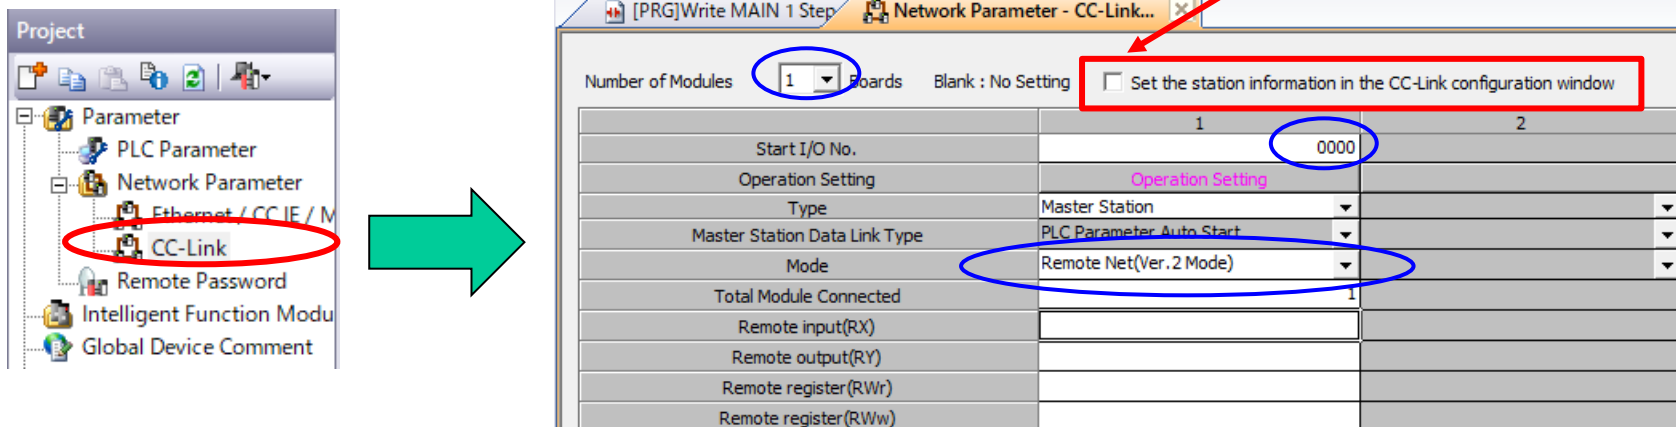 Project
Parameter
PLC Parameter
Network Parameter
Ethernet / CC IE / M
CC-Link
Remote Password
Intelligent Function Modu
Global Device Comment
[PRG]Write MAIN 1 Step
Network Parameter - CC-Link...
Number of Modules 1 Boards Blank : No Setting Set the station information in the CC-Link configuration window
1 2
Start I/O No. 0000
Operation Setting Operation Setting
Type Master Station
Master Station Data Link Type PLC Parameter Auto Start
Mode Remote Net(Ver.2 Mode)
Total Module Connected 1
Remote input(RX)
Remote output(RY)
Remote register(RWr)
Remote register(RWw)